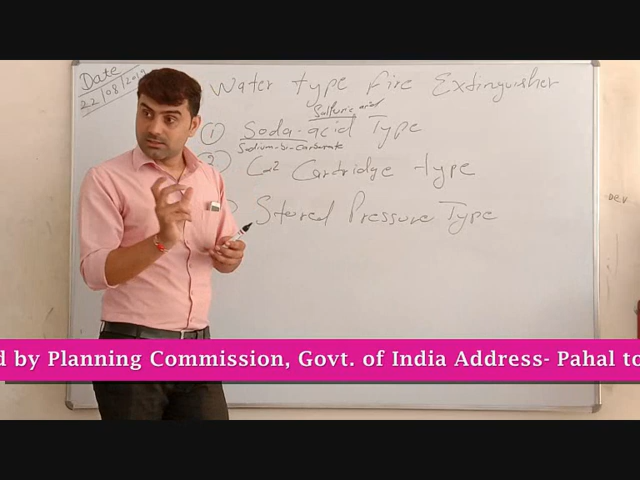 Date
22/08/2019
Water type fire Extinguisher
Sulfuric acid
① Soda-acid Type
Sodium-bi-carbonate
② Co2 Cartridge type
Stored Pressure Type
Dev
d by Planning Commission, Govt. of India Address- Pahal to